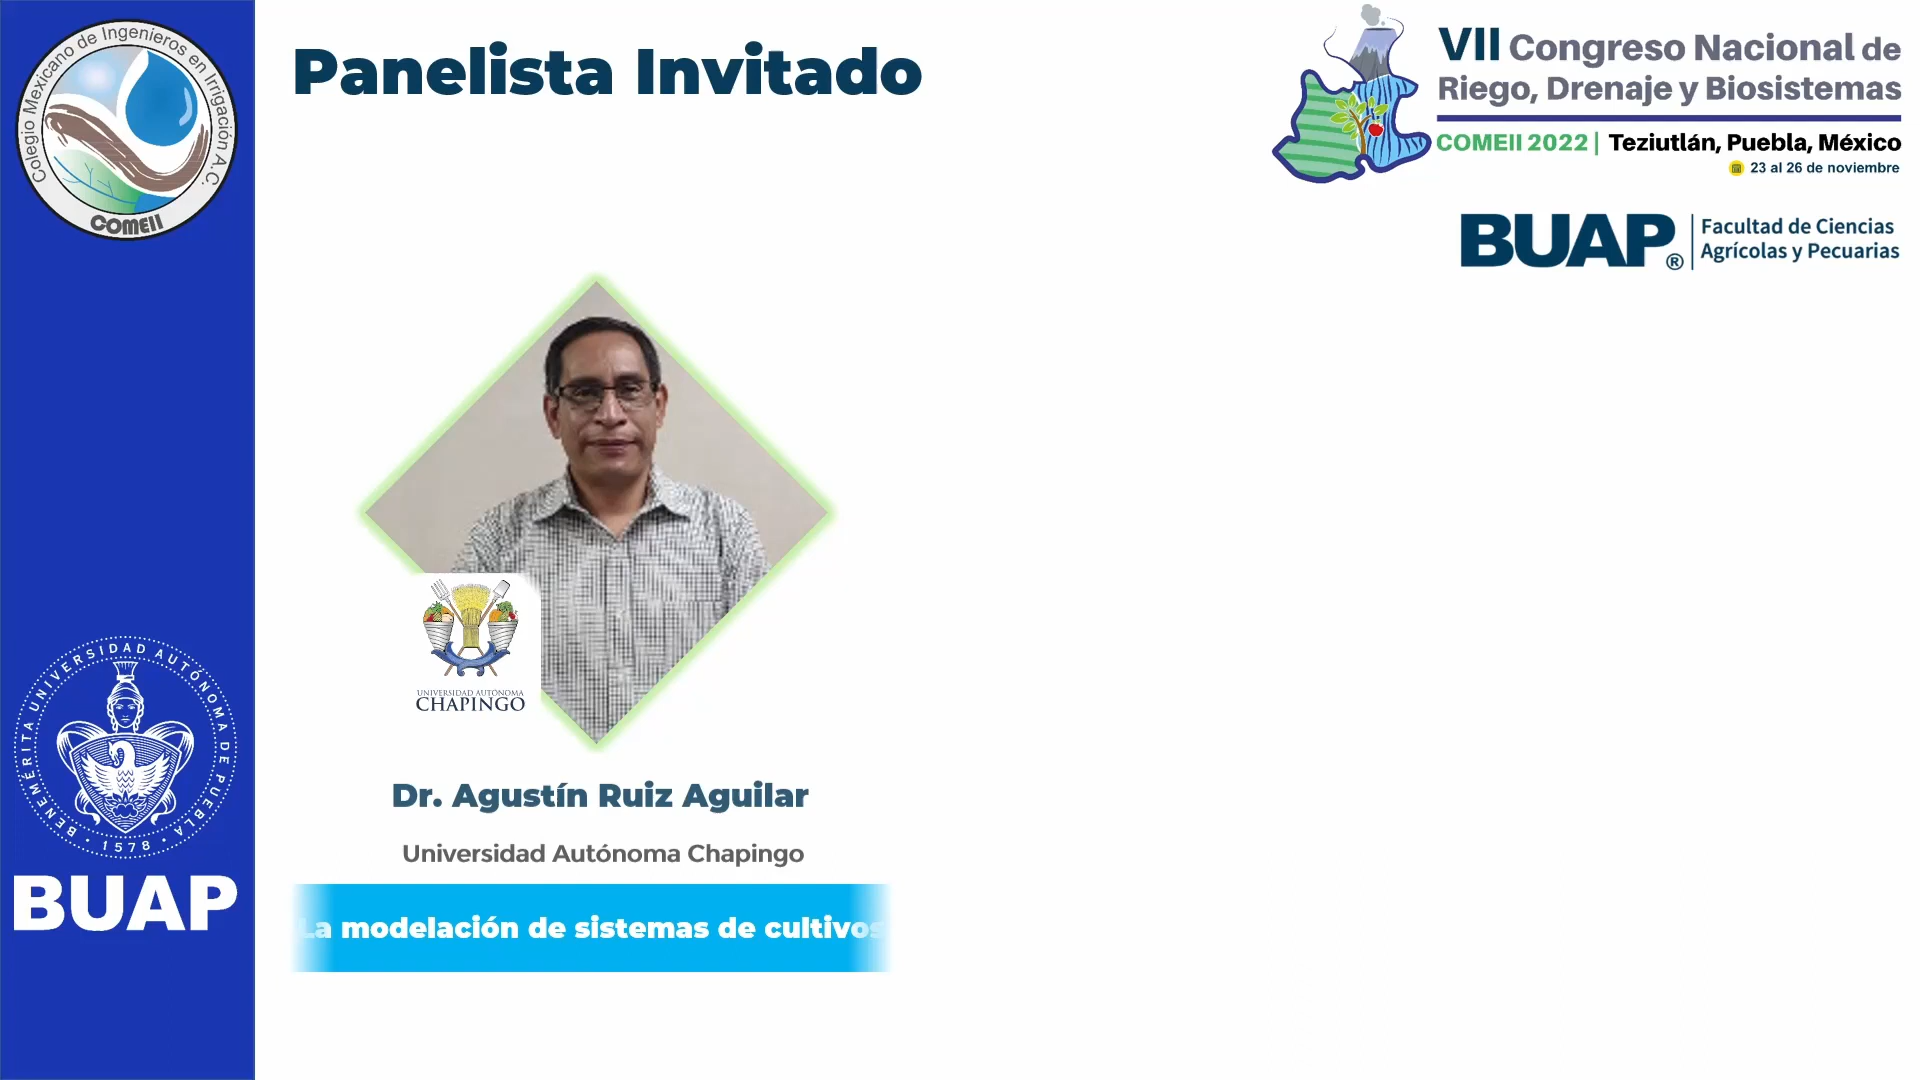 Colegio Mexicano de Ingenieros en Irrigación A.C.
COMEII
Panelista Invitado
VII Congreso Nacional de
Riego, Drenaje y Biosistemas
COMEII 2022 | Teziutlán, Puebla, México
23 al 26 de noviembre
BUAP®
Facultad de Ciencias
Agrícolas y Pecuarias
UNIVERSIDAD AUTÓNOMA
CHAPINGO
Dr. Agustín Ruiz Aguilar
Universidad Autónoma Chapingo
La modelación de sistemas de cultivos
BENEMÉRITA UNIVERSIDAD AUTÓNOMA DE PUEBLA
· 1578 ·
BUAP